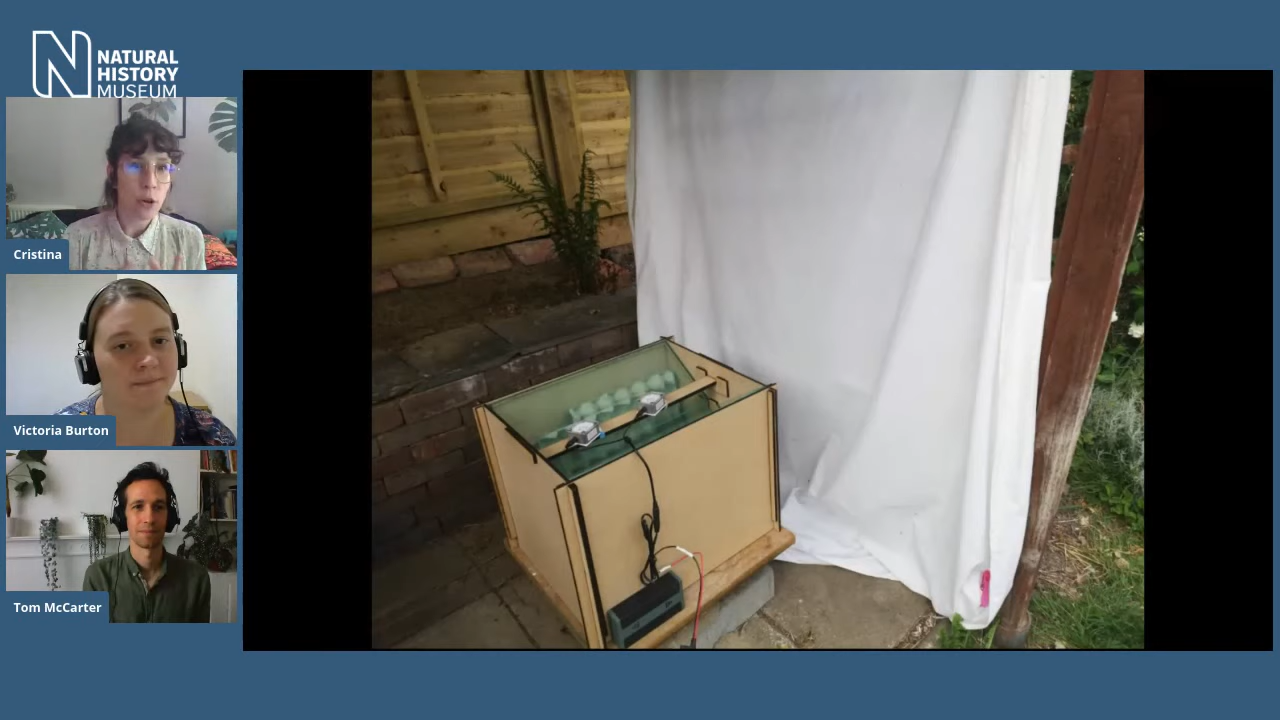 NATURAL
HISTORY
MUSEUM
Cristina
Victoria Burton
Tom McCarter